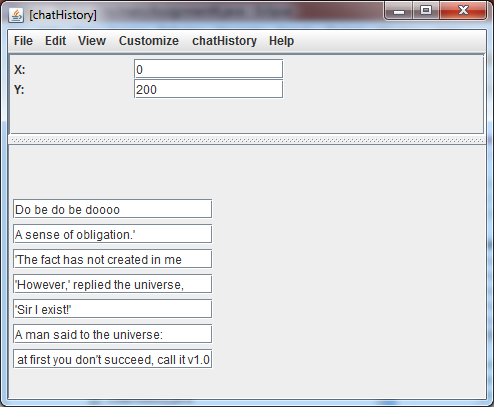 [chatHistory]
File Edit View Customize chatHistory Help
X: 0
Y: 200
Do be do be doooo
A sense of obligation.'
'The fact has not created in me
'However,' replied the universe,
'Sir I exist!'
A man said to the universe:
at first you don't succeed, call it v1.0